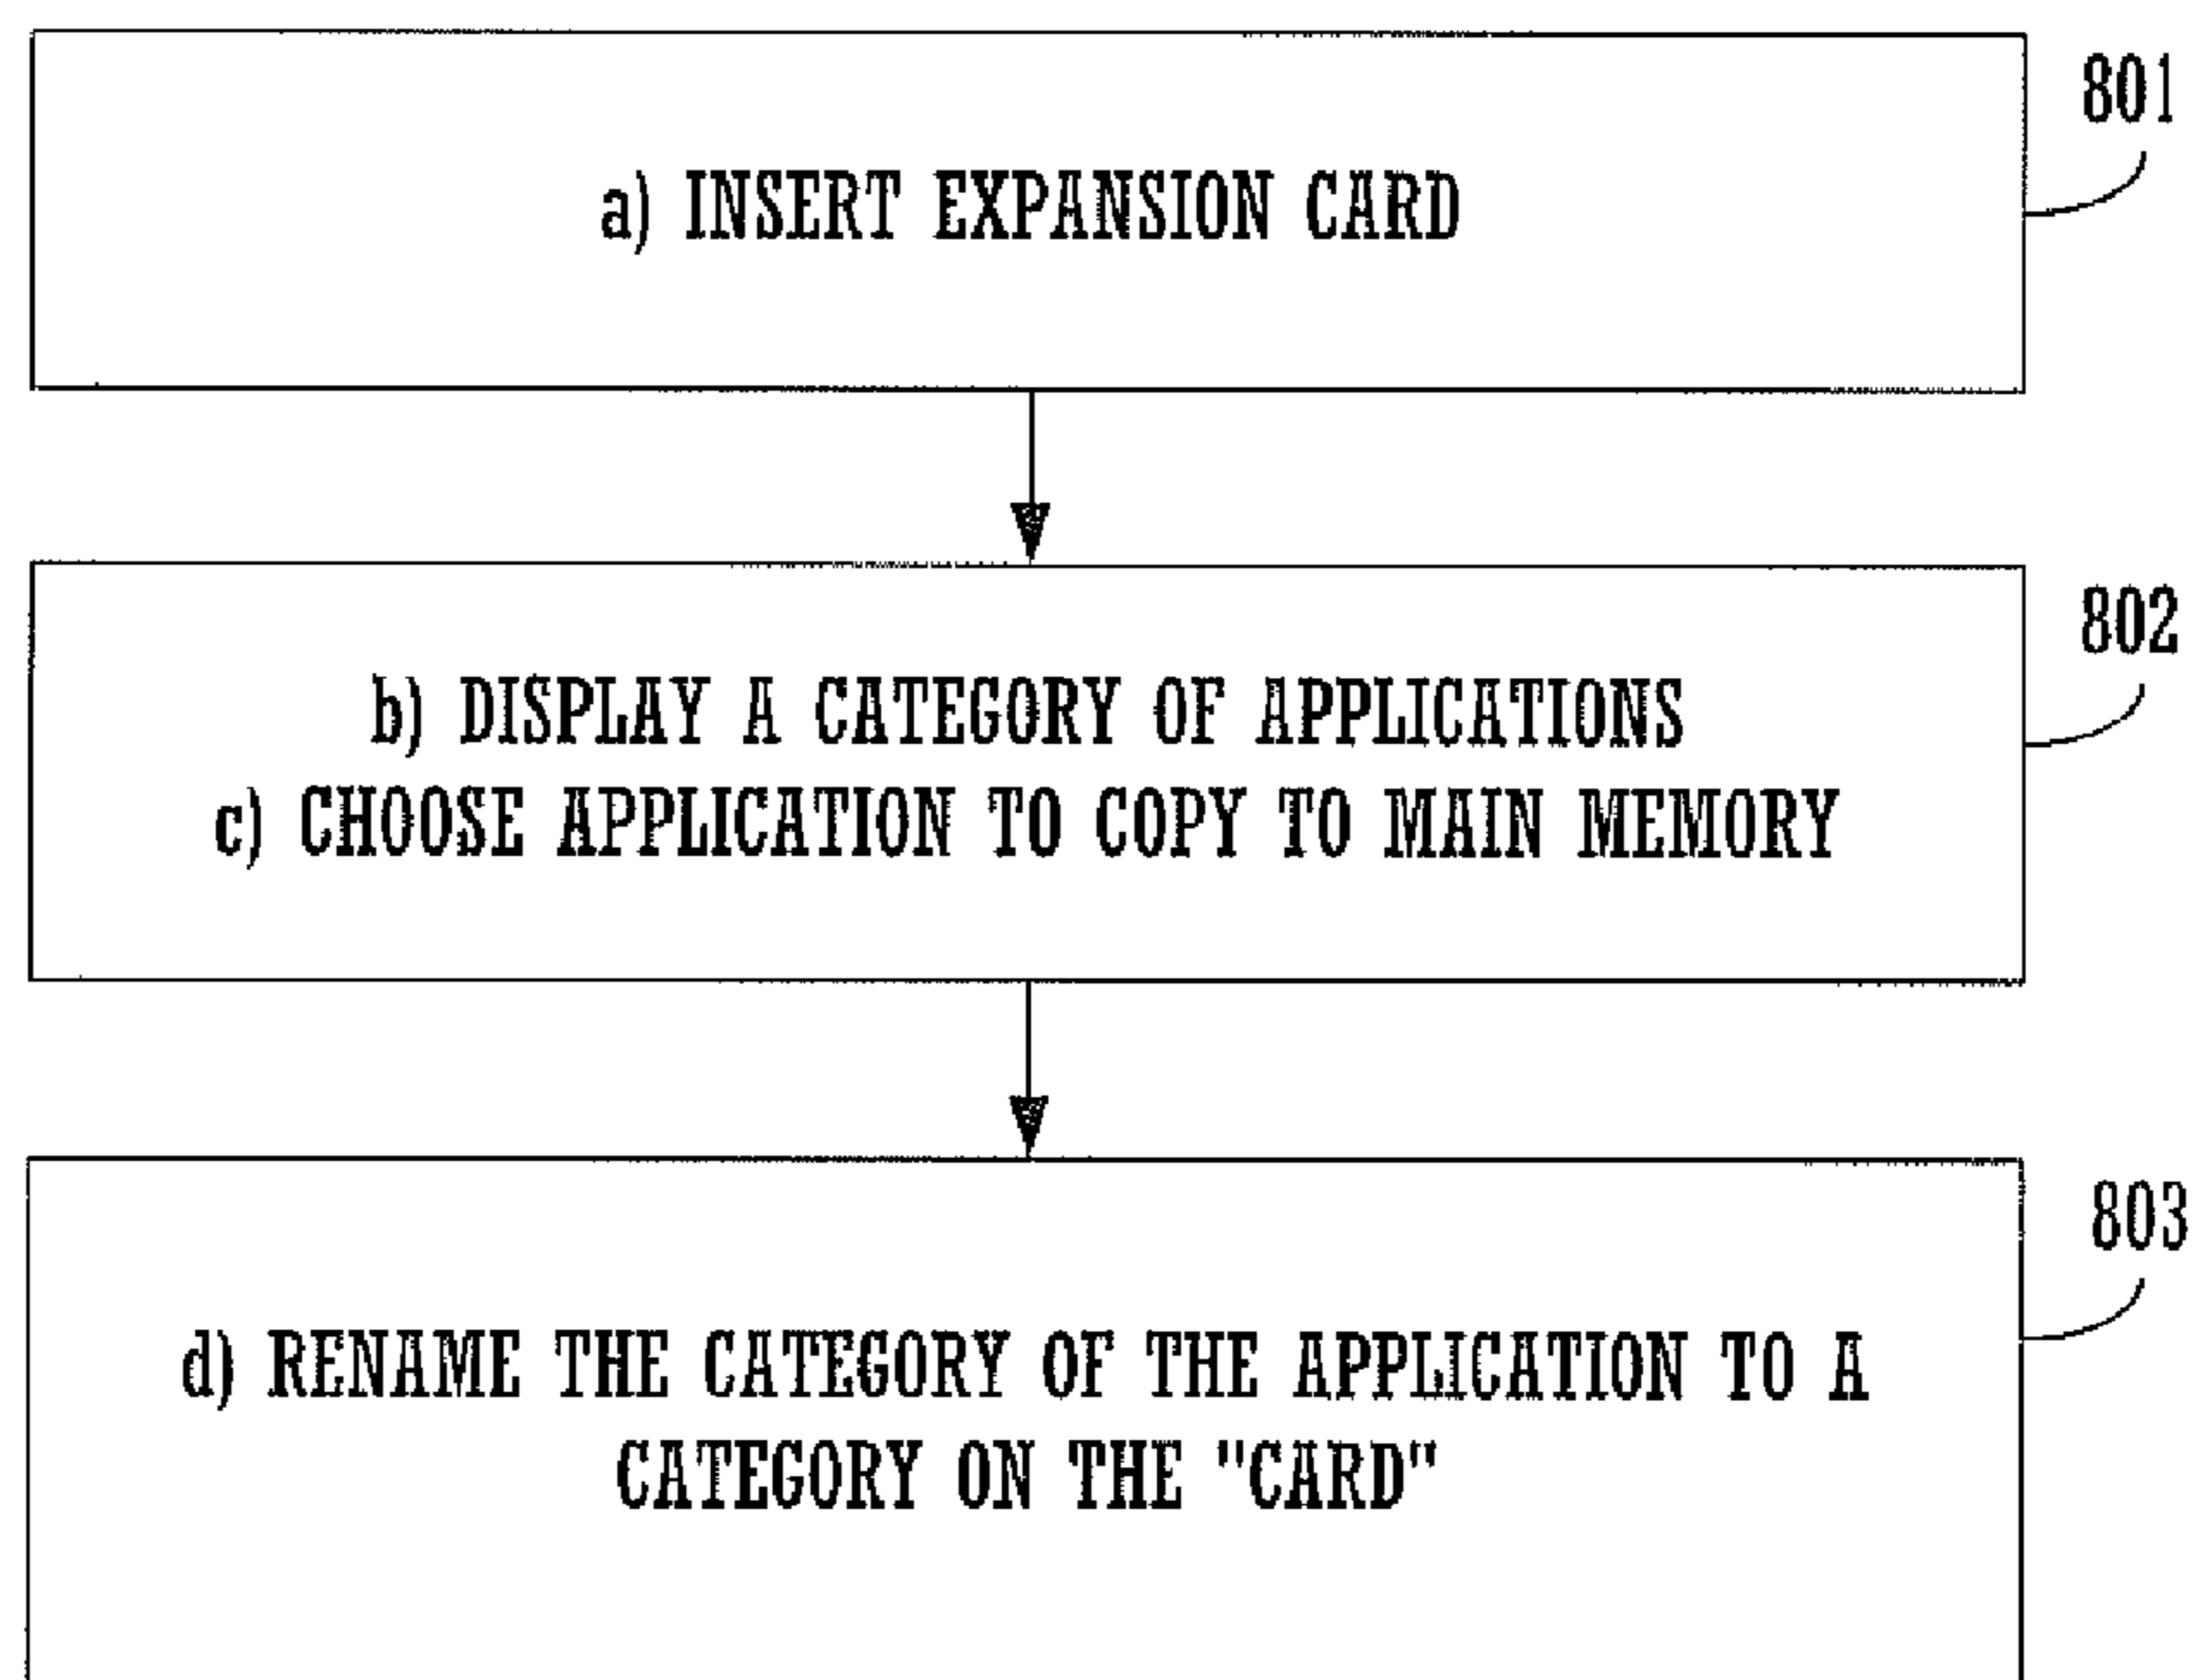 801
a) INSERT EXPANSION CARD
802
b) DISPLAY A CATEGORY OF APPLICATIONS
c) CHOOSE APPLICATION TO COPY TO MAIN MEMORY
803
d) RENAME THE CATEGORY OF THE APPLICATION TO A
CATEGORY ON THE "CARD"